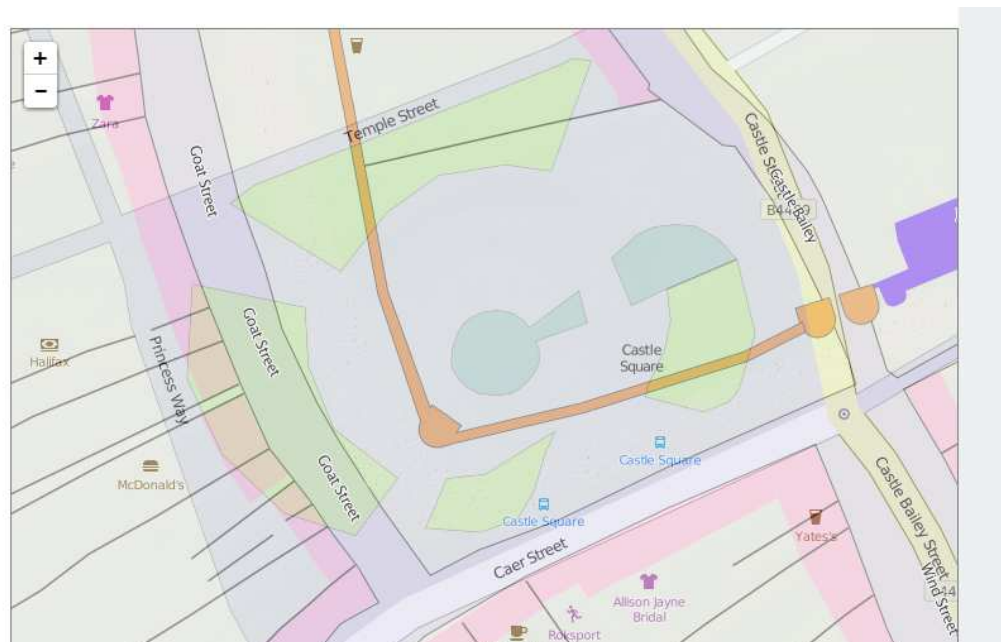 +
−
Zara
Temple Street
Goat Street
Castle St
Castle Bailey
B44
Goat Street
Castle
Square
Halifax
Princess Way
McDonald's
Castle Square
Goat Street
Castle Square
Castle Bailey Street
Yates's
Caer Street
Wind Street
Allison Jayne
Bridal
Roksport